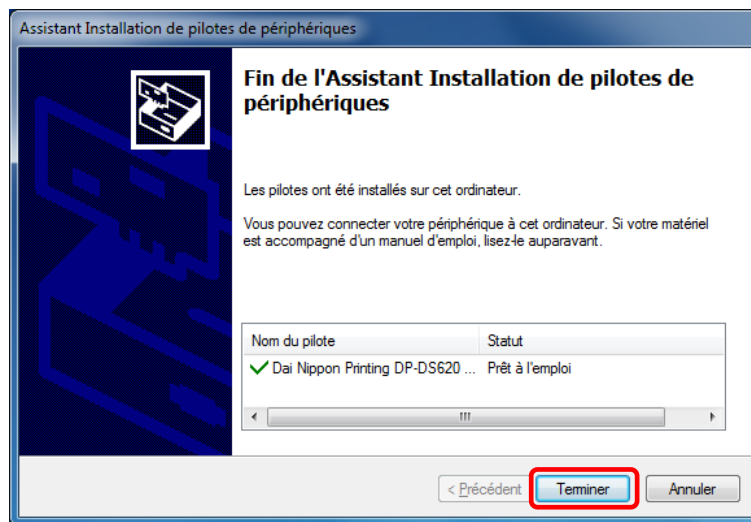 Assistant Installation de pilotes de périphériques
Fin de l'Assistant Installation de pilotes de
périphériques
Les pilotes ont été installés sur cet ordinateur.
Vous pouvez connecter votre périphérique à cet ordinateur. Si votre matériel
est accompagné d'un manuel d'emploi, lisez-le auparavant.
Nom du pilote Statut
Dai Nippon Printing DP-DS620 ... Prêt à l'emploi
< Précédent Terminer Annuler